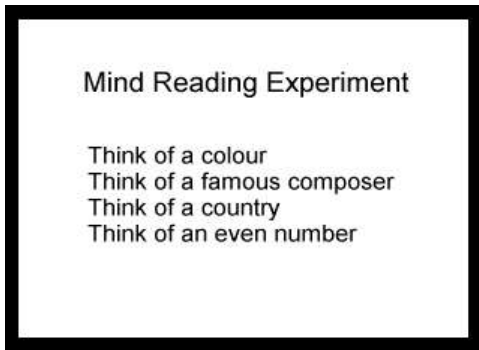 Mind Reading Experiment
Think of a colour
Think of a famous composer
Think of a country
Think of an even number